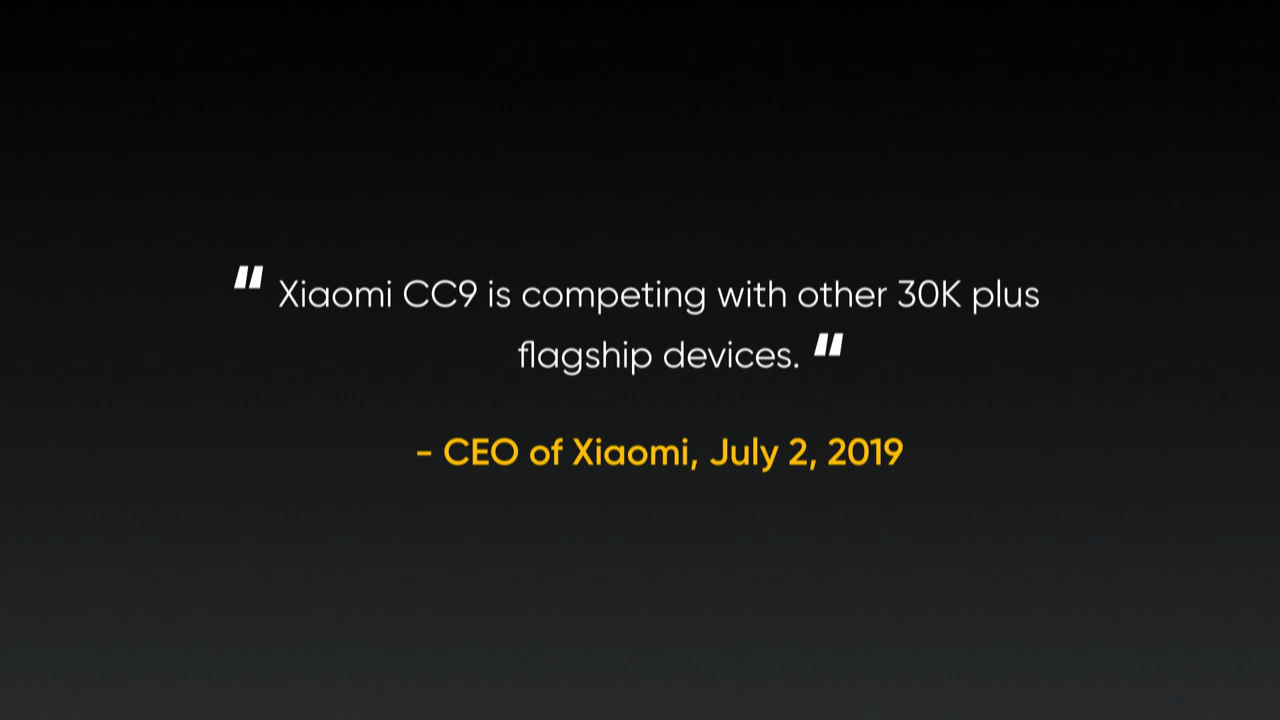 " Xiaomi CC9 is competing with other 30K plus
flagship devices. "
- CEO of Xiaomi, July 2, 2019